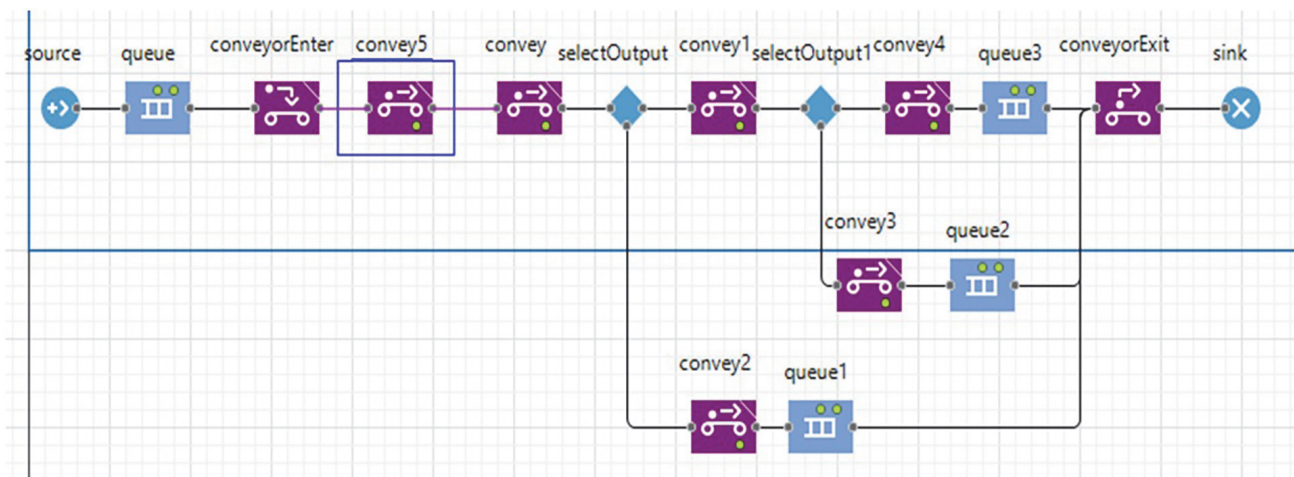 source
queue
conveyorEnter
convey5
convey
selectOutput
convey1
selectOutput1
convey4
queue3
conveyorExit
sink
convey3
queue2
convey2
queue1